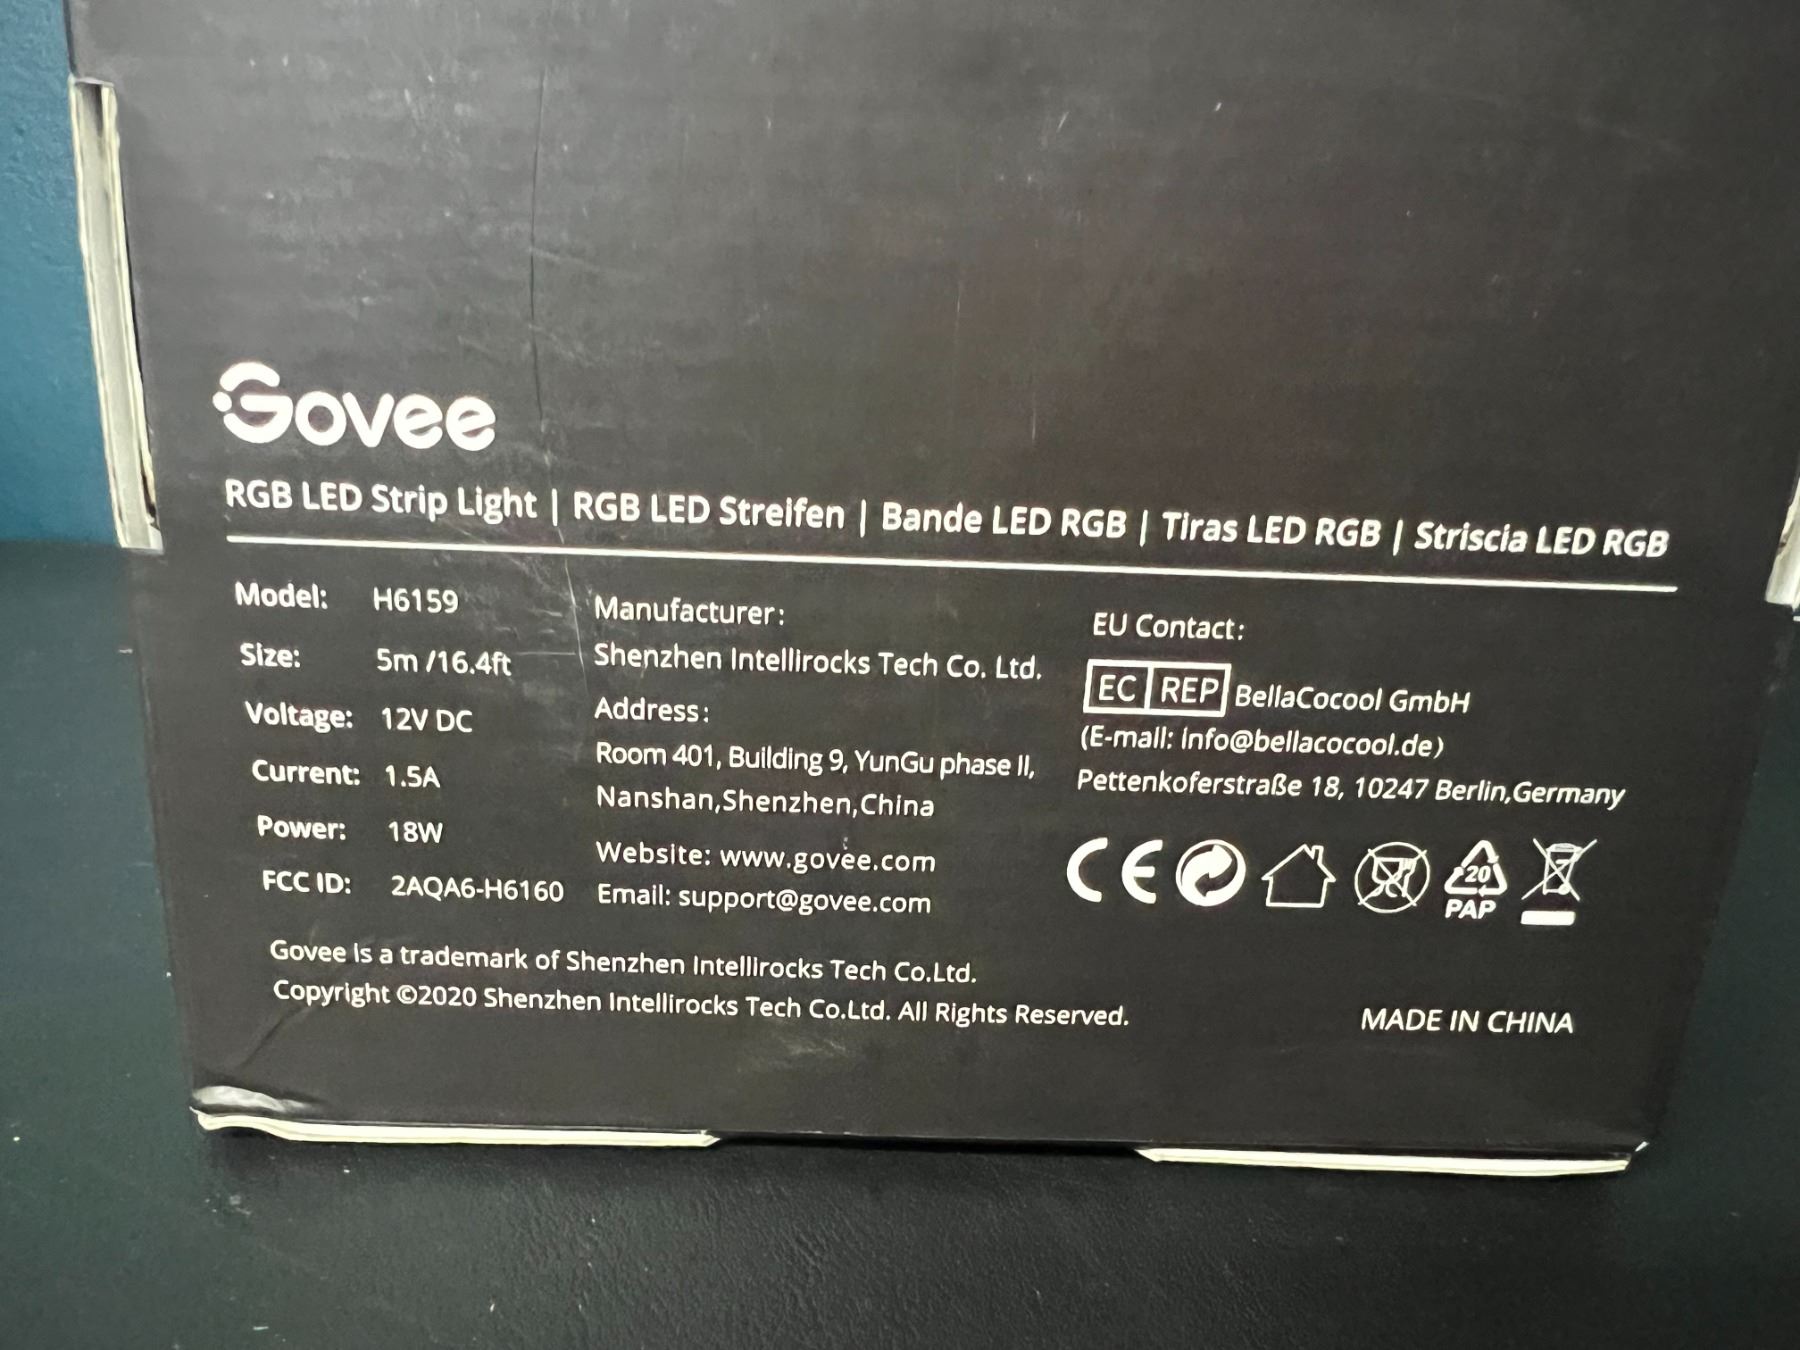 Govee
RGB LED Strip Light | RGB LED Streifen | Bande LED RGB | Tiras LED RGB | Striscia LED RGB
Model: H6159
Size: 5m /16.4ft
Voltage: 12V DC
Current: 1.5A
Power: 18W
FCC ID: 2AQA6-H6160
Manufacturer:
Shenzhen Intellirocks Tech Co. Ltd.
Address:
Room 401, Building 9, YunGu phase II,
Nanshan,Shenzhen,China
Website: www.govee.com
Email: support@govee.com
EU Contact:
EC REP BellaCocool GmbH
(E-mail: info@bellacocool.de)
Pettenkoferstraße 18, 10247 Berlin,Germany
CE
20
PAP
Govee is a trademark of Shenzhen Intellirocks Tech Co.Ltd.
Copyright ©2020 Shenzhen Intellirocks Tech Co.Ltd. All Rights Reserved.
MADE IN CHINA